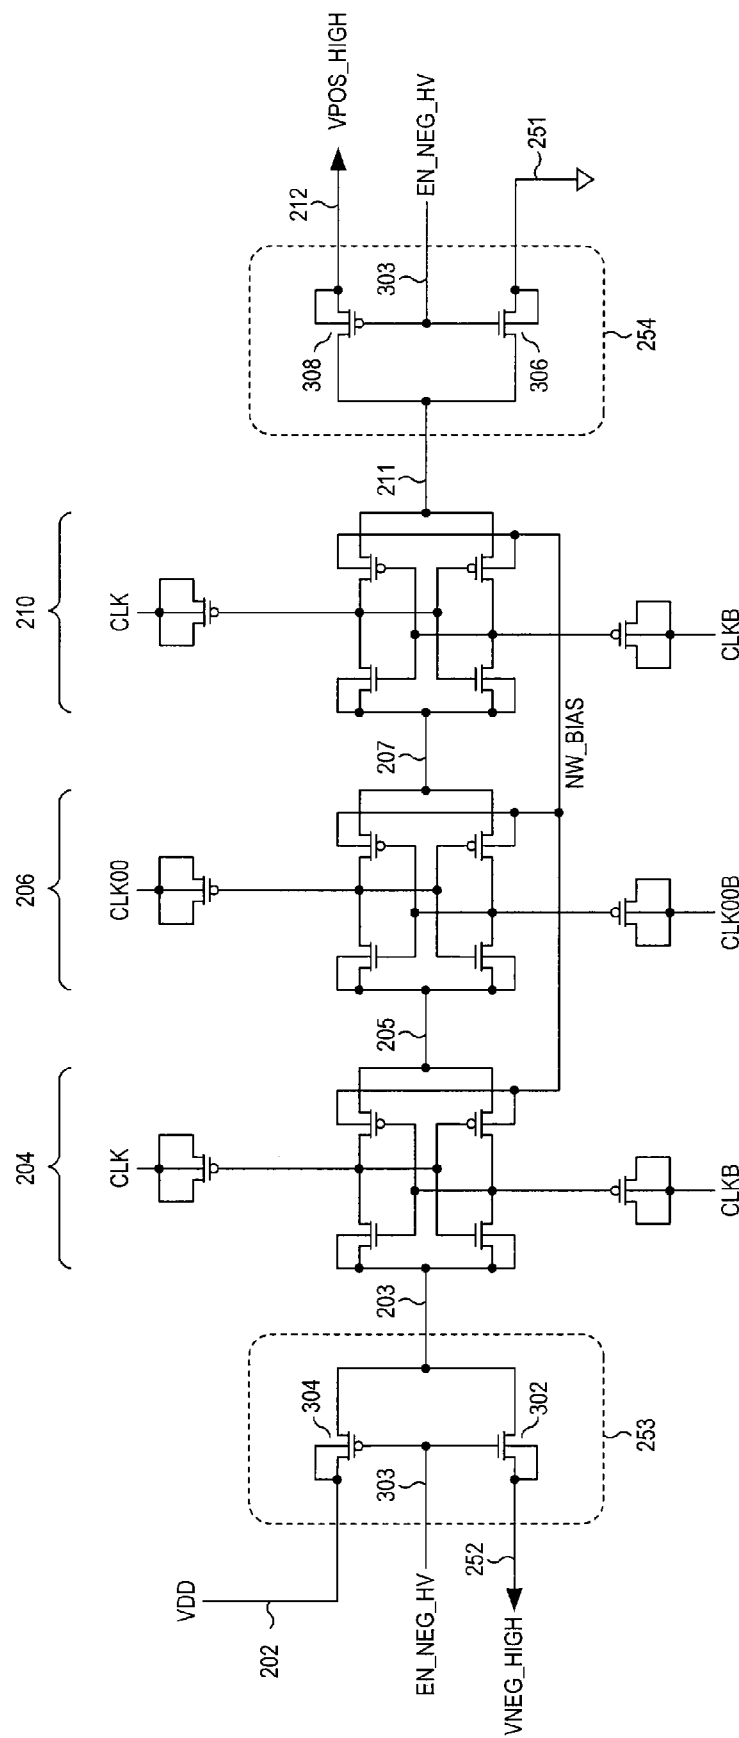 204
206
210
CLK
CLK00
CLK
VDD
202
EN_NEG_HV
303
VNEG_HIGH
252
304
302
253
203
205
207
211
NW_BIAS
CLKB
CLK00B
CLKB
308
306
254
303
212
VPOS_HIGH
EN_NEG_HV
251